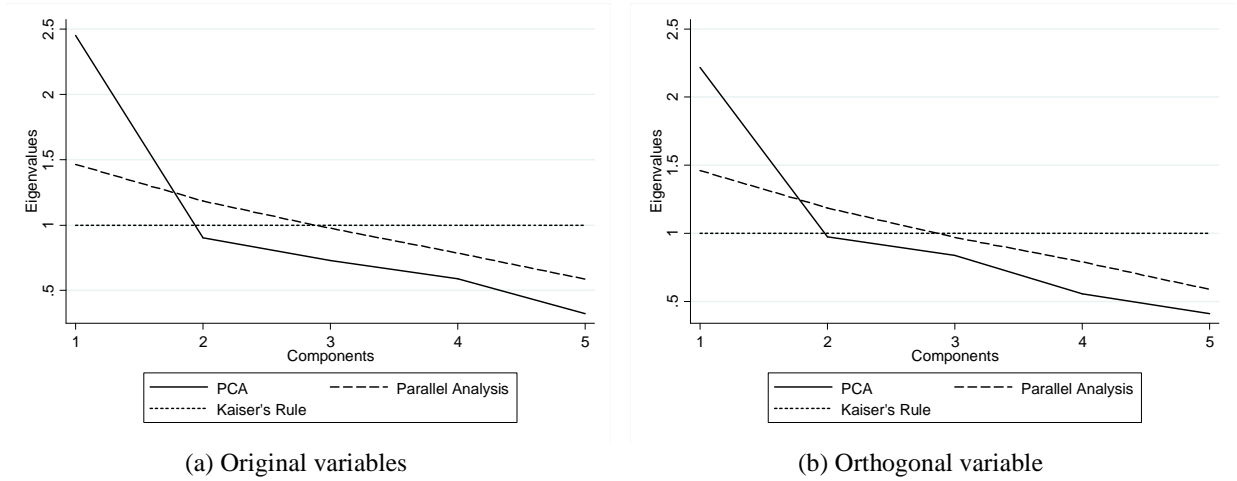 2.5
2
1.5
1
.5
Eigenvalues
1 2 3 4 5
Components
PCA Parallel Analysis
Kaiser's Rule
(a) Original variables
2.5
2
1.5
1
.5
Eigenvalues
1 2 3 4 5
Components
PCA Parallel Analysis
Kaiser's Rule
(b) Orthogonal variable